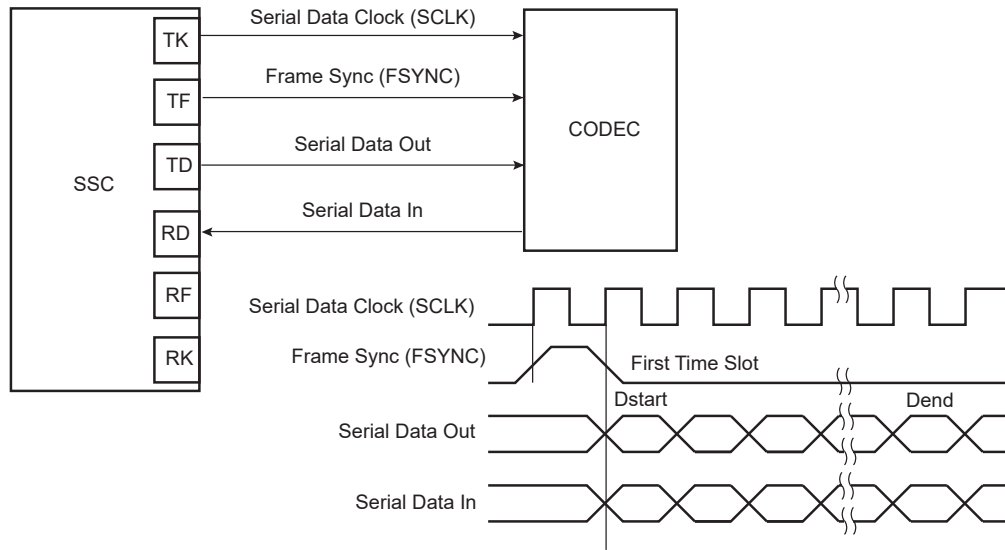 Serial Data Clock (SCLK)
TK
Frame Sync (FSYNC)
TF
CODEC
Serial Data Out
TD
SSC
Serial Data In
RD
RF
Serial Data Clock (SCLK)
RK
Frame Sync (FSYNC)
First Time Slot
Dstart
Dend
Serial Data Out
Serial Data In